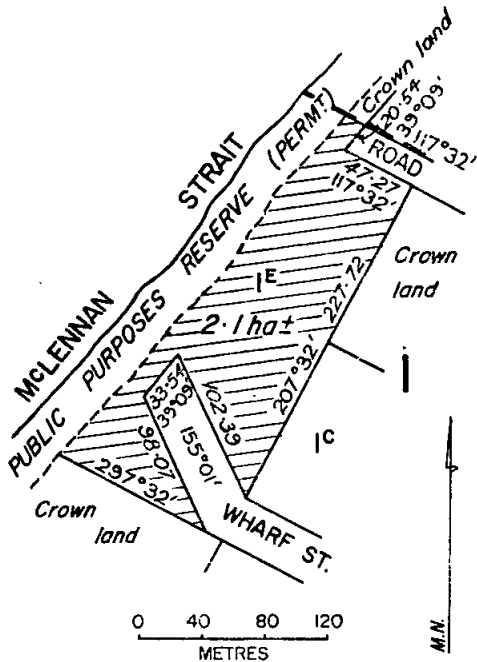 Crown land
20·54
39°09'
117°32'
ROAD
47·27
117°32'
McLENNAN STRAIT
PUBLIC PURPOSES RESERVE (PERMT.)
Crown
land
1E
2·1 ha±
227·72
207°32'
1
1C
33·54
39°09'
102·39
155°01'
98·07
297°32'
Crown
land
WHARF ST.
M.N.
0 40 80 120
METRES